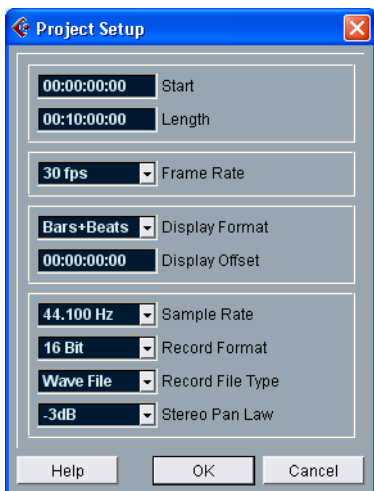 Project Setup
00:00:00:00 Start
00:10:00:00 Length
30 fps Frame Rate
Bars+Beats Display Format
00:00:00:00 Display Offset
44.100 Hz Sample Rate
16 Bit Record Format
Wave File Record File Type
-3dB Stereo Pan Law
Help OK Cancel